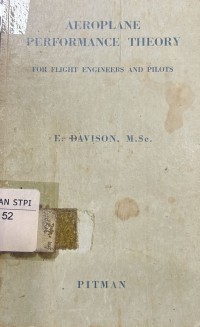 AEROPLANE
PERFORMANCE THEORY
FOR FLIGHT ENGINEERS AND PILOTS
E. DAVISON, M.Sc.
AN STPI
52
PITMAN